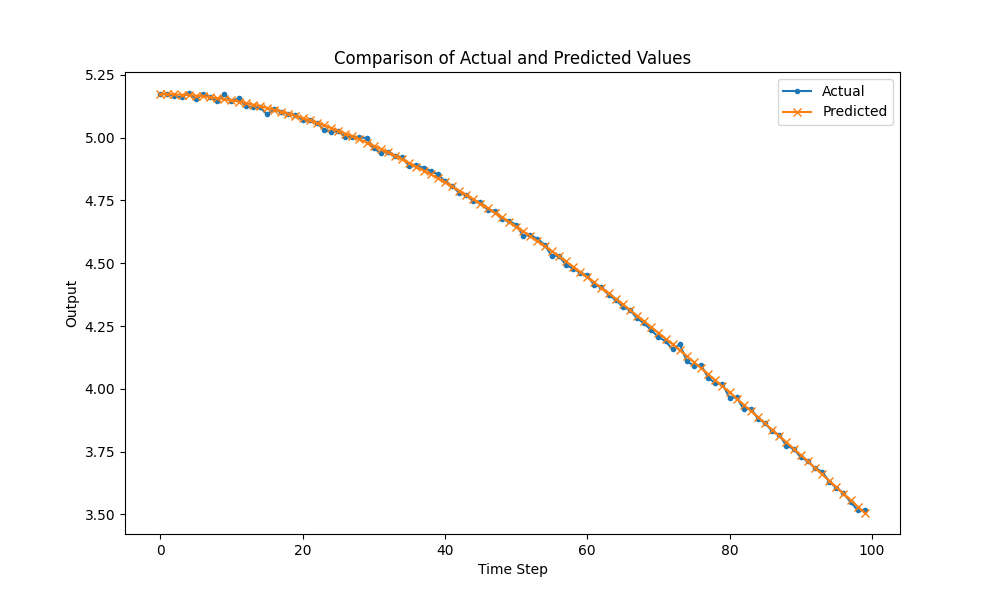 Comparison of Actual and Predicted Values
Actual
Predicted
Output
5.25
5.00
4.75
4.50
4.25
4.00
3.75
3.50
0 20 40 60 80 100
Time Step